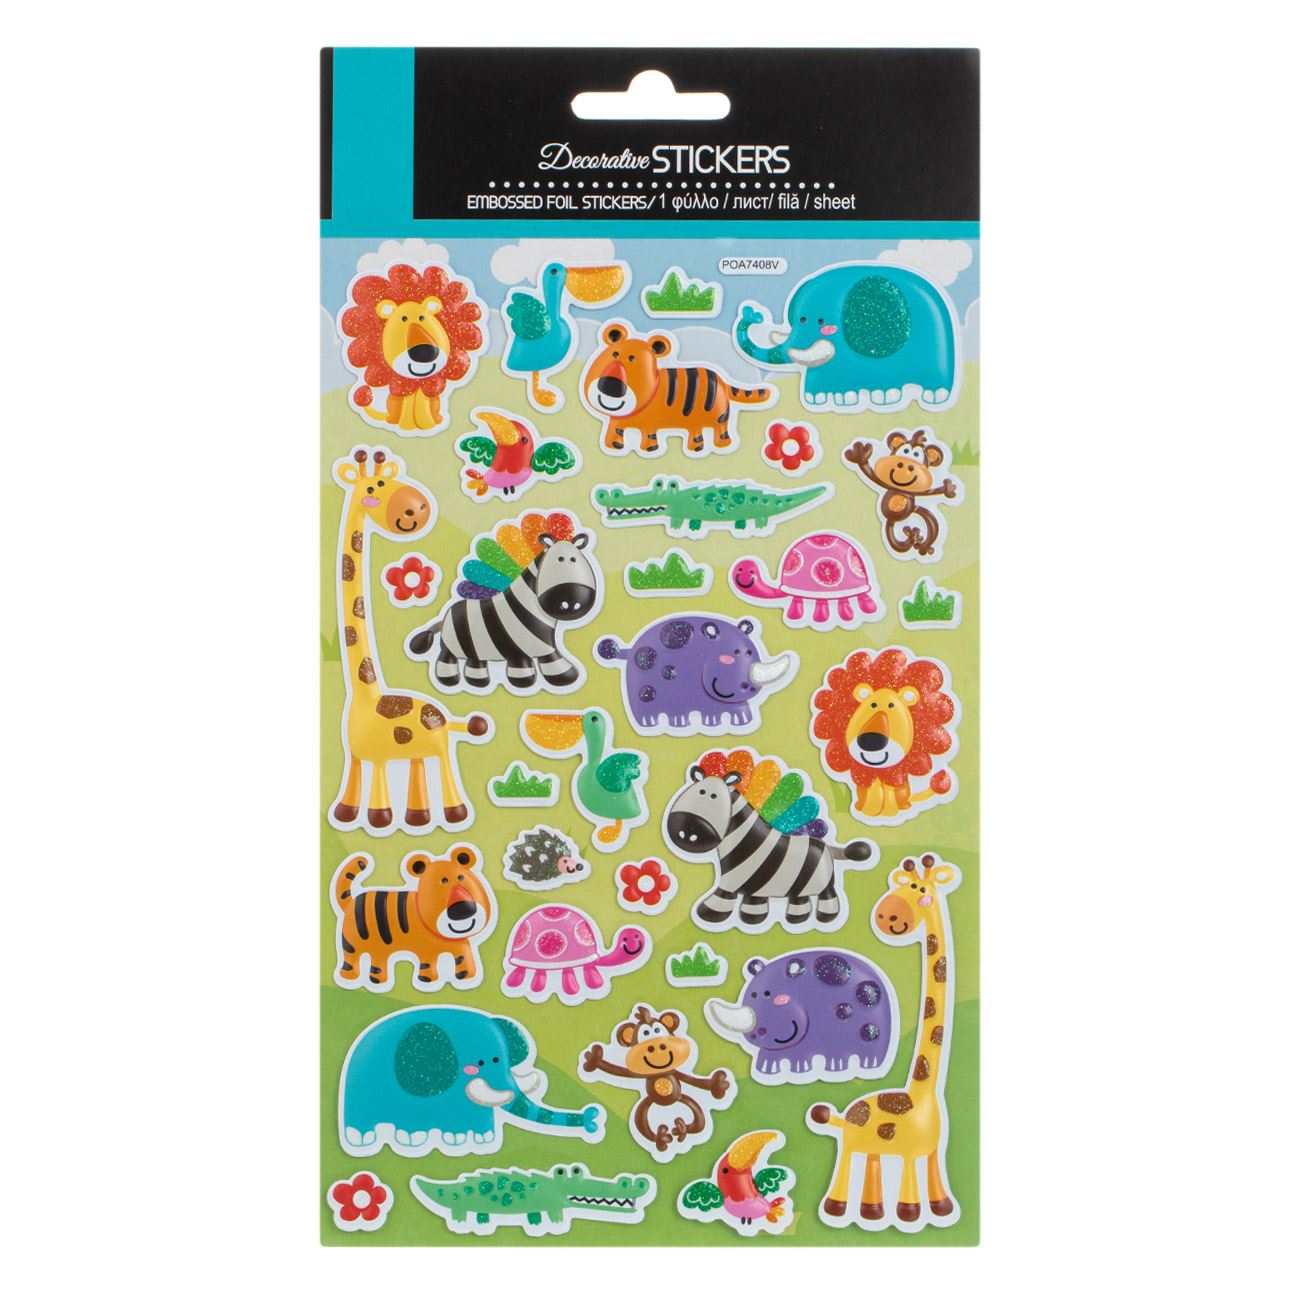 Decorative STICKERS
EMBOSSED FOIL STICKERS/ 1 φύλλο / лист/ filă / sheet
POA7408V